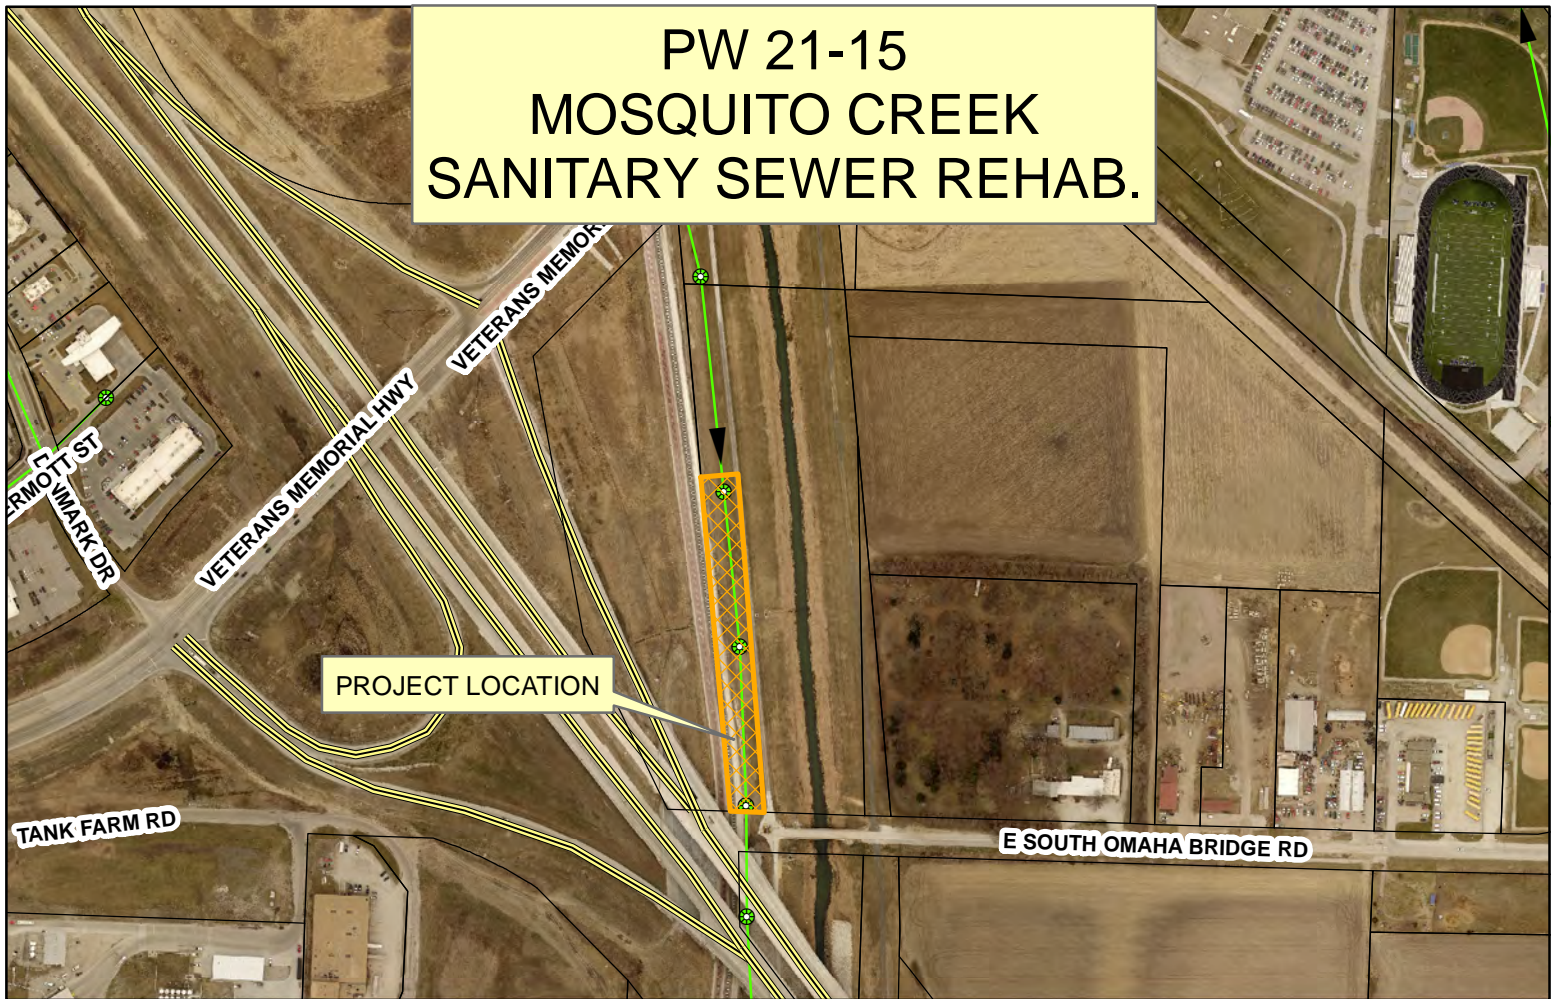 PW 21-15
MOSQUITO CREEK
SANITARY SEWER REHAB.
VETERANS MEMOR
VETERANS MEMORIAL HWY
ERMOTT ST
MARK DR
PROJECT LOCATION
TANK FARM RD
E SOUTH OMAHA BRIDGE RD